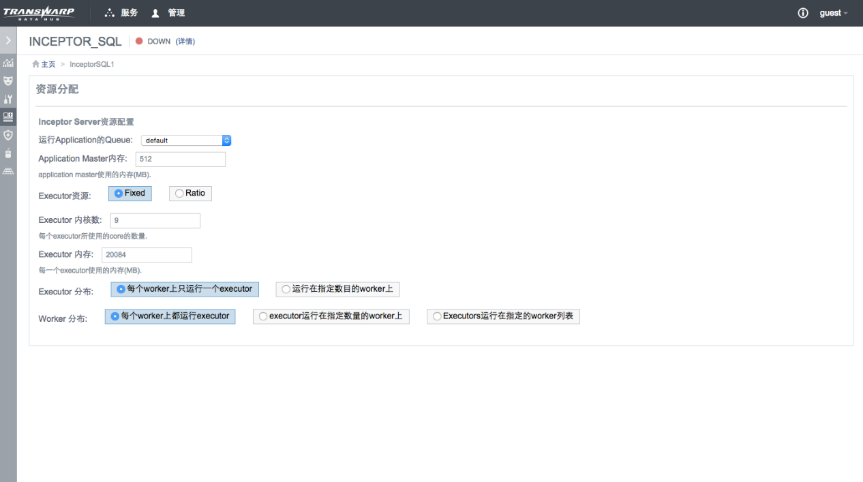 TRANSWARP
DATA HUB
服务
管理
guest
INCEPTOR_SQL
DOWN (详情)
主页 > InceptorSQL1
资源分配
Inceptor Server资源配置
运行Application的Queue: default
Application Master内存: 512
application master使用的内存(MB).
Executor资源: Fixed Ratio
Executor 内核数: 9
每个executor所使用的core的数量.
Executor 内存: 20084
每一个executor使用的内存(MB).
Executor 分布: 每个worker上只运行一个executor 运行在指定数目的worker上
Worker 分布: 每个worker上都运行executor executor运行在指定数量的worker上 Executors运行在指定的worker列表